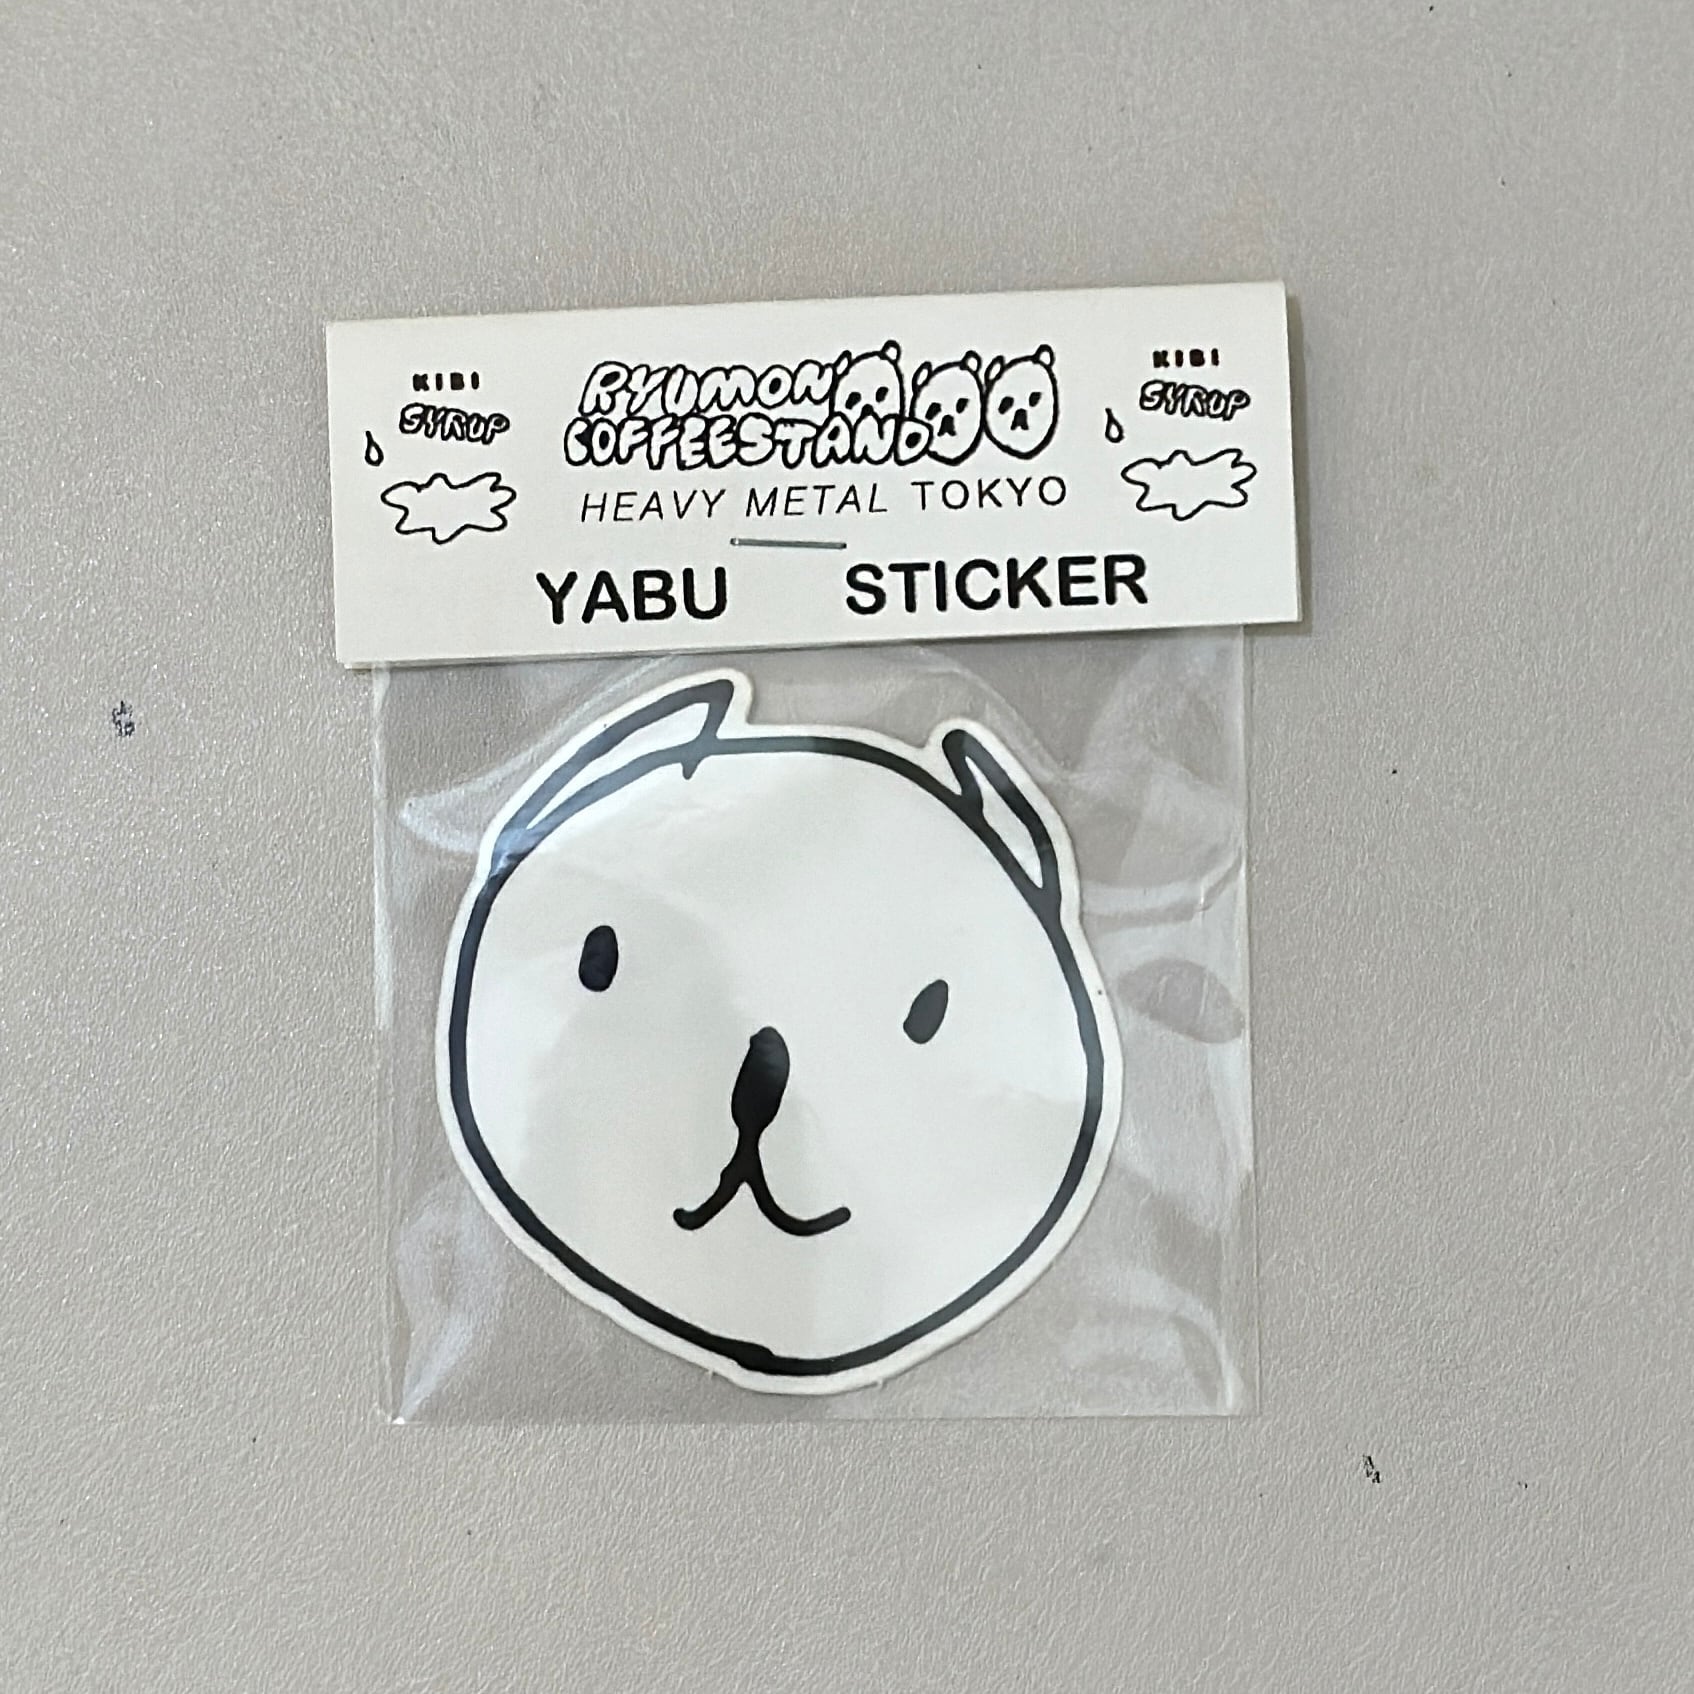 KIBI
SYRUP
RYUMON
COFFEESTAND
HEAVY METAL TOKYO
KIBI
SYRUP
YABU STICKER